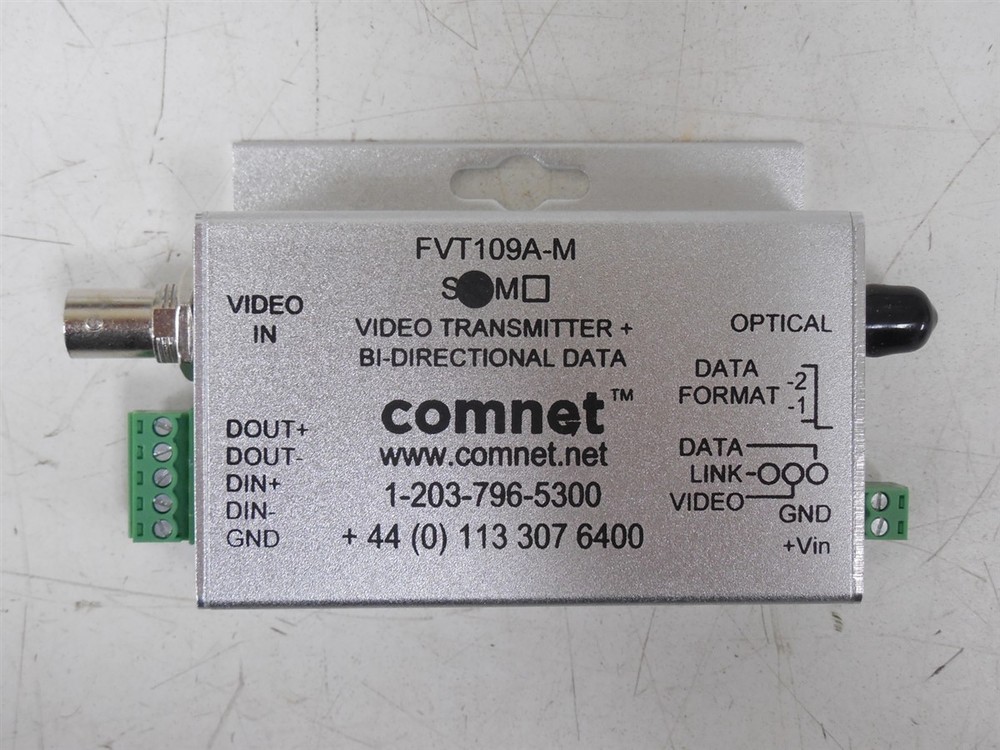 FVT109A-M
S M
VIDEO TRANSMITTER +
BI-DIRECTIONAL DATA
VIDEO
IN
OPTICAL
DATA
FORMAT -2
-1
comnet™
www.comnet.net
1-203-796-5300
+ 44 (0) 113 307 6400
DOUT+
DOUT-
DIN+
DIN-
GND
DATA
LINK
VIDEO
GND
+Vin